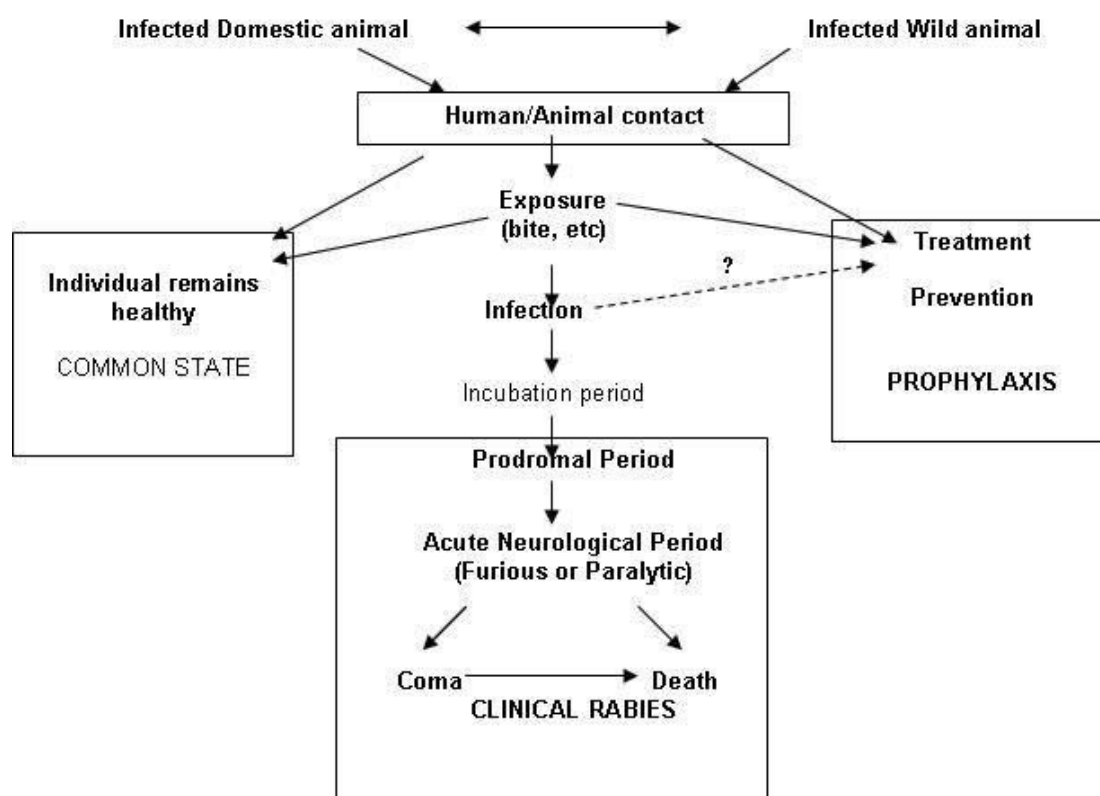 Infected Domestic animal
Infected Wild animal
Human/Animal contact
Exposure
(bite, etc)
Treatment
?
Individual remains
healthy
Infection
Prevention
COMMON STATE
PROPHYLAXIS
Incubation period
Prodromal Period
Acute Neurological Period
(Furious or Paralytic)
Coma
Death
CLINICAL RABIES